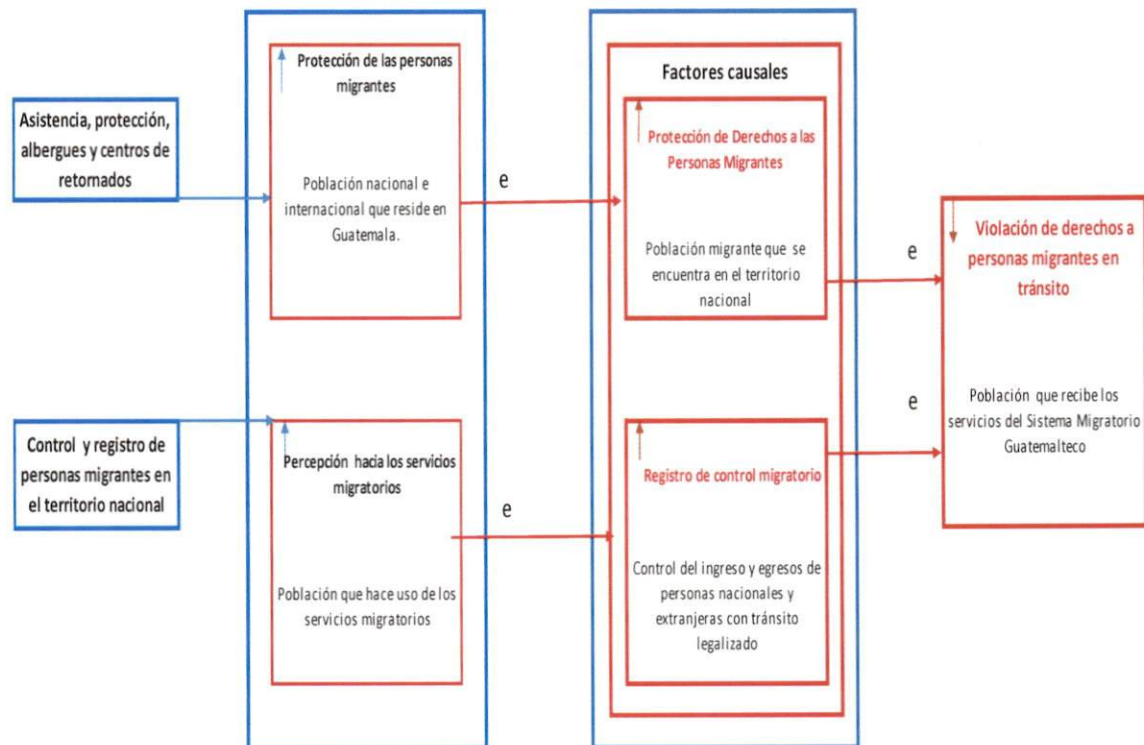 Asistencia, protección,
albergues y centros de
retornados
Control y registro de
personas migrantes en
el territorio nacional
Protección de las personas
migrantes
Población nacional e
internacional que reside en
Guatemala.
Percepción hacia los servicios
migratorios
Población que hace uso de los
servicios migratorios
e
e
Factores causales
Protección de Derechos a las
Personas Migrantes
Población migrante que se
encuentra en el territorio
nacional
Registro de control migratorio
Control del ingreso y egresos de
personas nacionales y
extranjeras con tránsito
legalizado
e
e
Violación de derechos a
personas migrantes en
tránsito
Población que recibe los
servicios del Sistema Migratorio
Guatemalteco